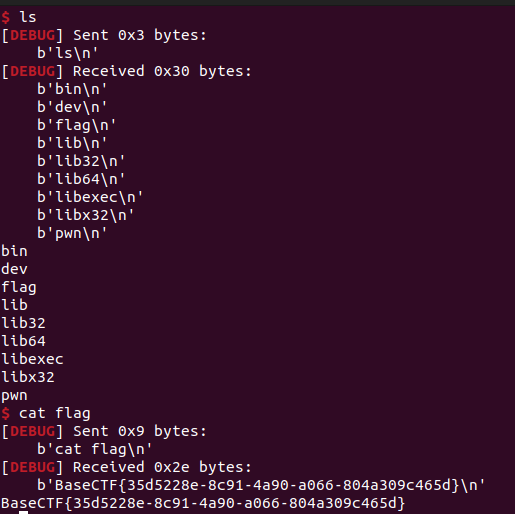 $ ls
[DEBUG] Sent 0x3 bytes:
b'ls\n'
[DEBUG] Received 0x30 bytes:
b'bin\n'
b'dev\n'
b'flag\n'
b'lib\n'
b'lib32\n'
b'lib64\n'
b'libexec\n'
b'libx32\n'
b'pwn\n'
bin
dev
flag
lib
lib32
lib64
libexec
libx32
pwn
$ cat flag
[DEBUG] Sent 0x9 bytes:
b'cat flag\n'
[DEBUG] Received 0x2e bytes:
b'BaseCTF{35d5228e-8c91-4a90-a066-804a309c465d}\n'
BaseCTF{35d5228e-8c91-4a90-a066-804a309c465d}